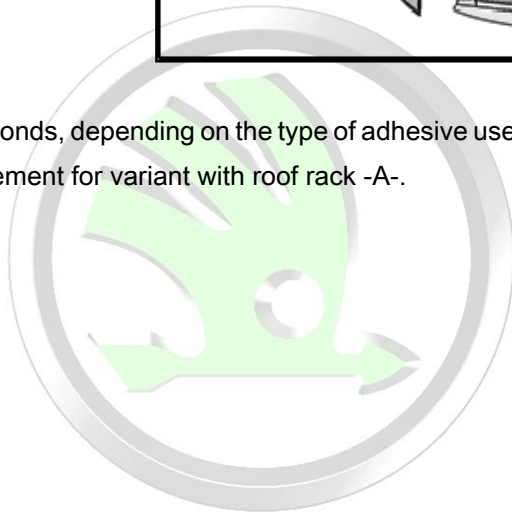 onds, depending on the type of adhesive use
ement for variant with roof rack -A-.